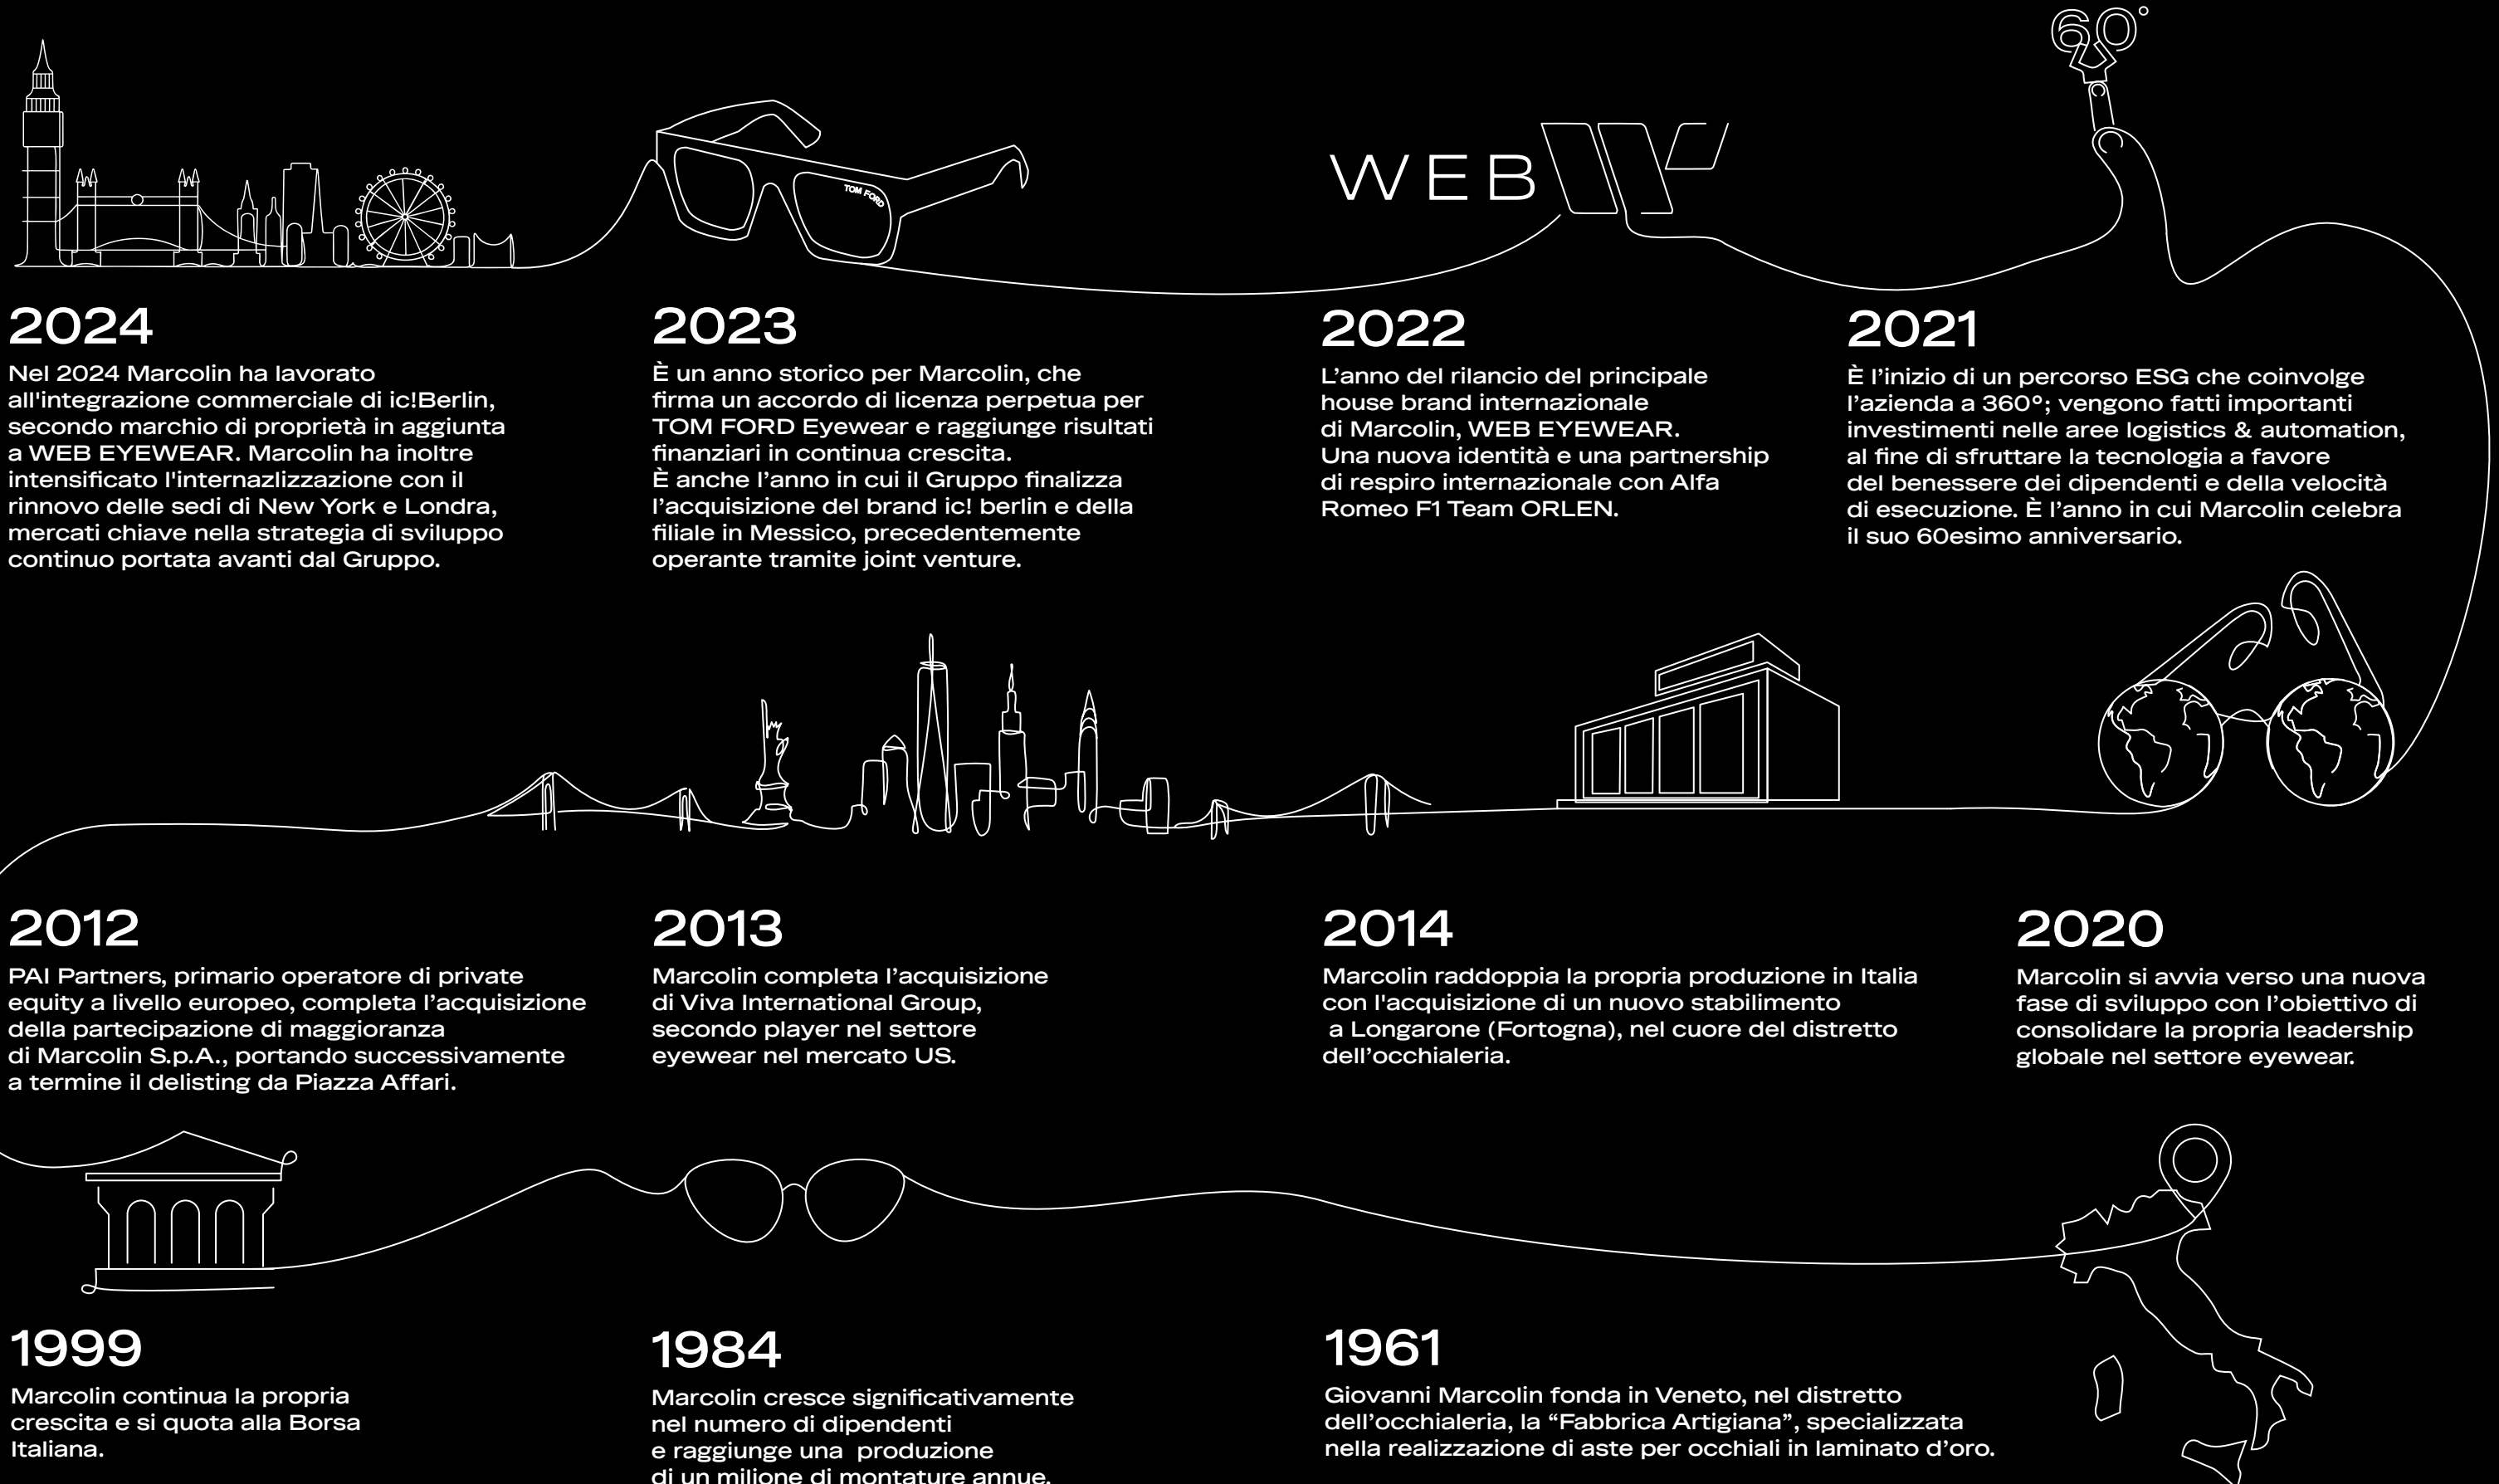 60°
TOM FORD
WEB
2024
Nel 2024 Marcolin ha lavorato
all'integrazione commerciale di ic!Berlin,
secondo marchio di proprietà in aggiunta
a WEB EYEWEAR. Marcolin ha inoltre
intensificato l'internazlizzazione con il
rinnovo delle sedi di New York e Londra,
mercati chiave nella strategia di sviluppo
continuo portata avanti dal Gruppo.
2023
È un anno storico per Marcolin, che
firma un accordo di licenza perpetua per
TOM FORD Eyewear e raggiunge risultati
finanziari in continua crescita.
È anche l’anno in cui il Gruppo finalizza
l’acquisizione del brand ic! berlin e della
filiale in Messico, precedentemente
operante tramite joint venture.
2022
L’anno del rilancio del principale
house brand internazionale
di Marcolin, WEB EYEWEAR.
Una nuova identità e una partnership
di respiro internazionale con Alfa
Romeo F1 Team ORLEN.
2021
È l’inizio di un percorso ESG che coinvolge
l’azienda a 360°; vengono fatti importanti
investimenti nelle aree logistics & automation,
al fine di sfruttare la tecnologia a favore
del benessere dei dipendenti e della velocità
di esecuzione. È l’anno in cui Marcolin celebra
il suo 60esimo anniversario.
2012
PAI Partners, primario operatore di private
equity a livello europeo, completa l’acquisizione
della partecipazione di maggioranza
di Marcolin S.p.A., portando successivamente
a termine il delisting da Piazza Affari.
2013
Marcolin completa l’acquisizione
di Viva International Group,
secondo player nel settore
eyewear nel mercato US.
2014
Marcolin raddoppia la propria produzione in Italia
con l'acquisizione di un nuovo stabilimento
a Longarone (Fortogna), nel cuore del distretto
dell’occhialeria.
2020
Marcolin si avvia verso una nuova
fase di sviluppo con l’obiettivo di
consolidare la propria leadership
globale nel settore eyewear.
1999
Marcolin continua la propria
crescita e si quota alla Borsa
Italiana.
1984
Marcolin cresce significativamente
nel numero di dipendenti
e raggiunge una produzione
di un milione di montature annue.
1961
Giovanni Marcolin fonda in Veneto, nel distretto
dell’occhialeria, la “Fabbrica Artigiana”, specializzata
nella realizzazione di aste per occhiali in laminato d’oro.